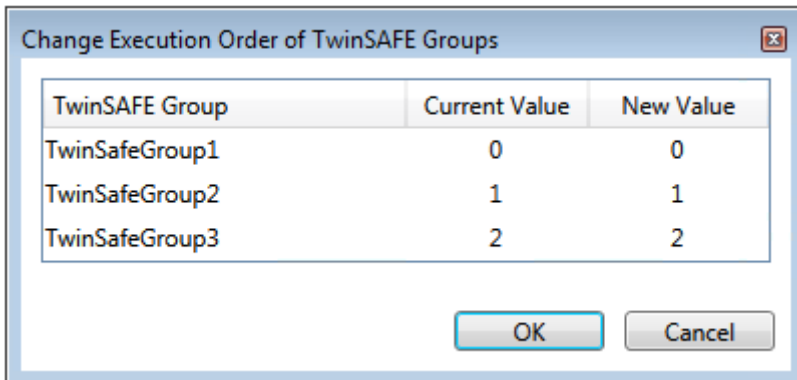 Change Execution Order of TwinSAFE Groups
TwinSAFE Group Current Value New Value
TwinSafeGroup1 0 0
TwinSafeGroup2 1 1
TwinSafeGroup3 2 2
OK Cancel